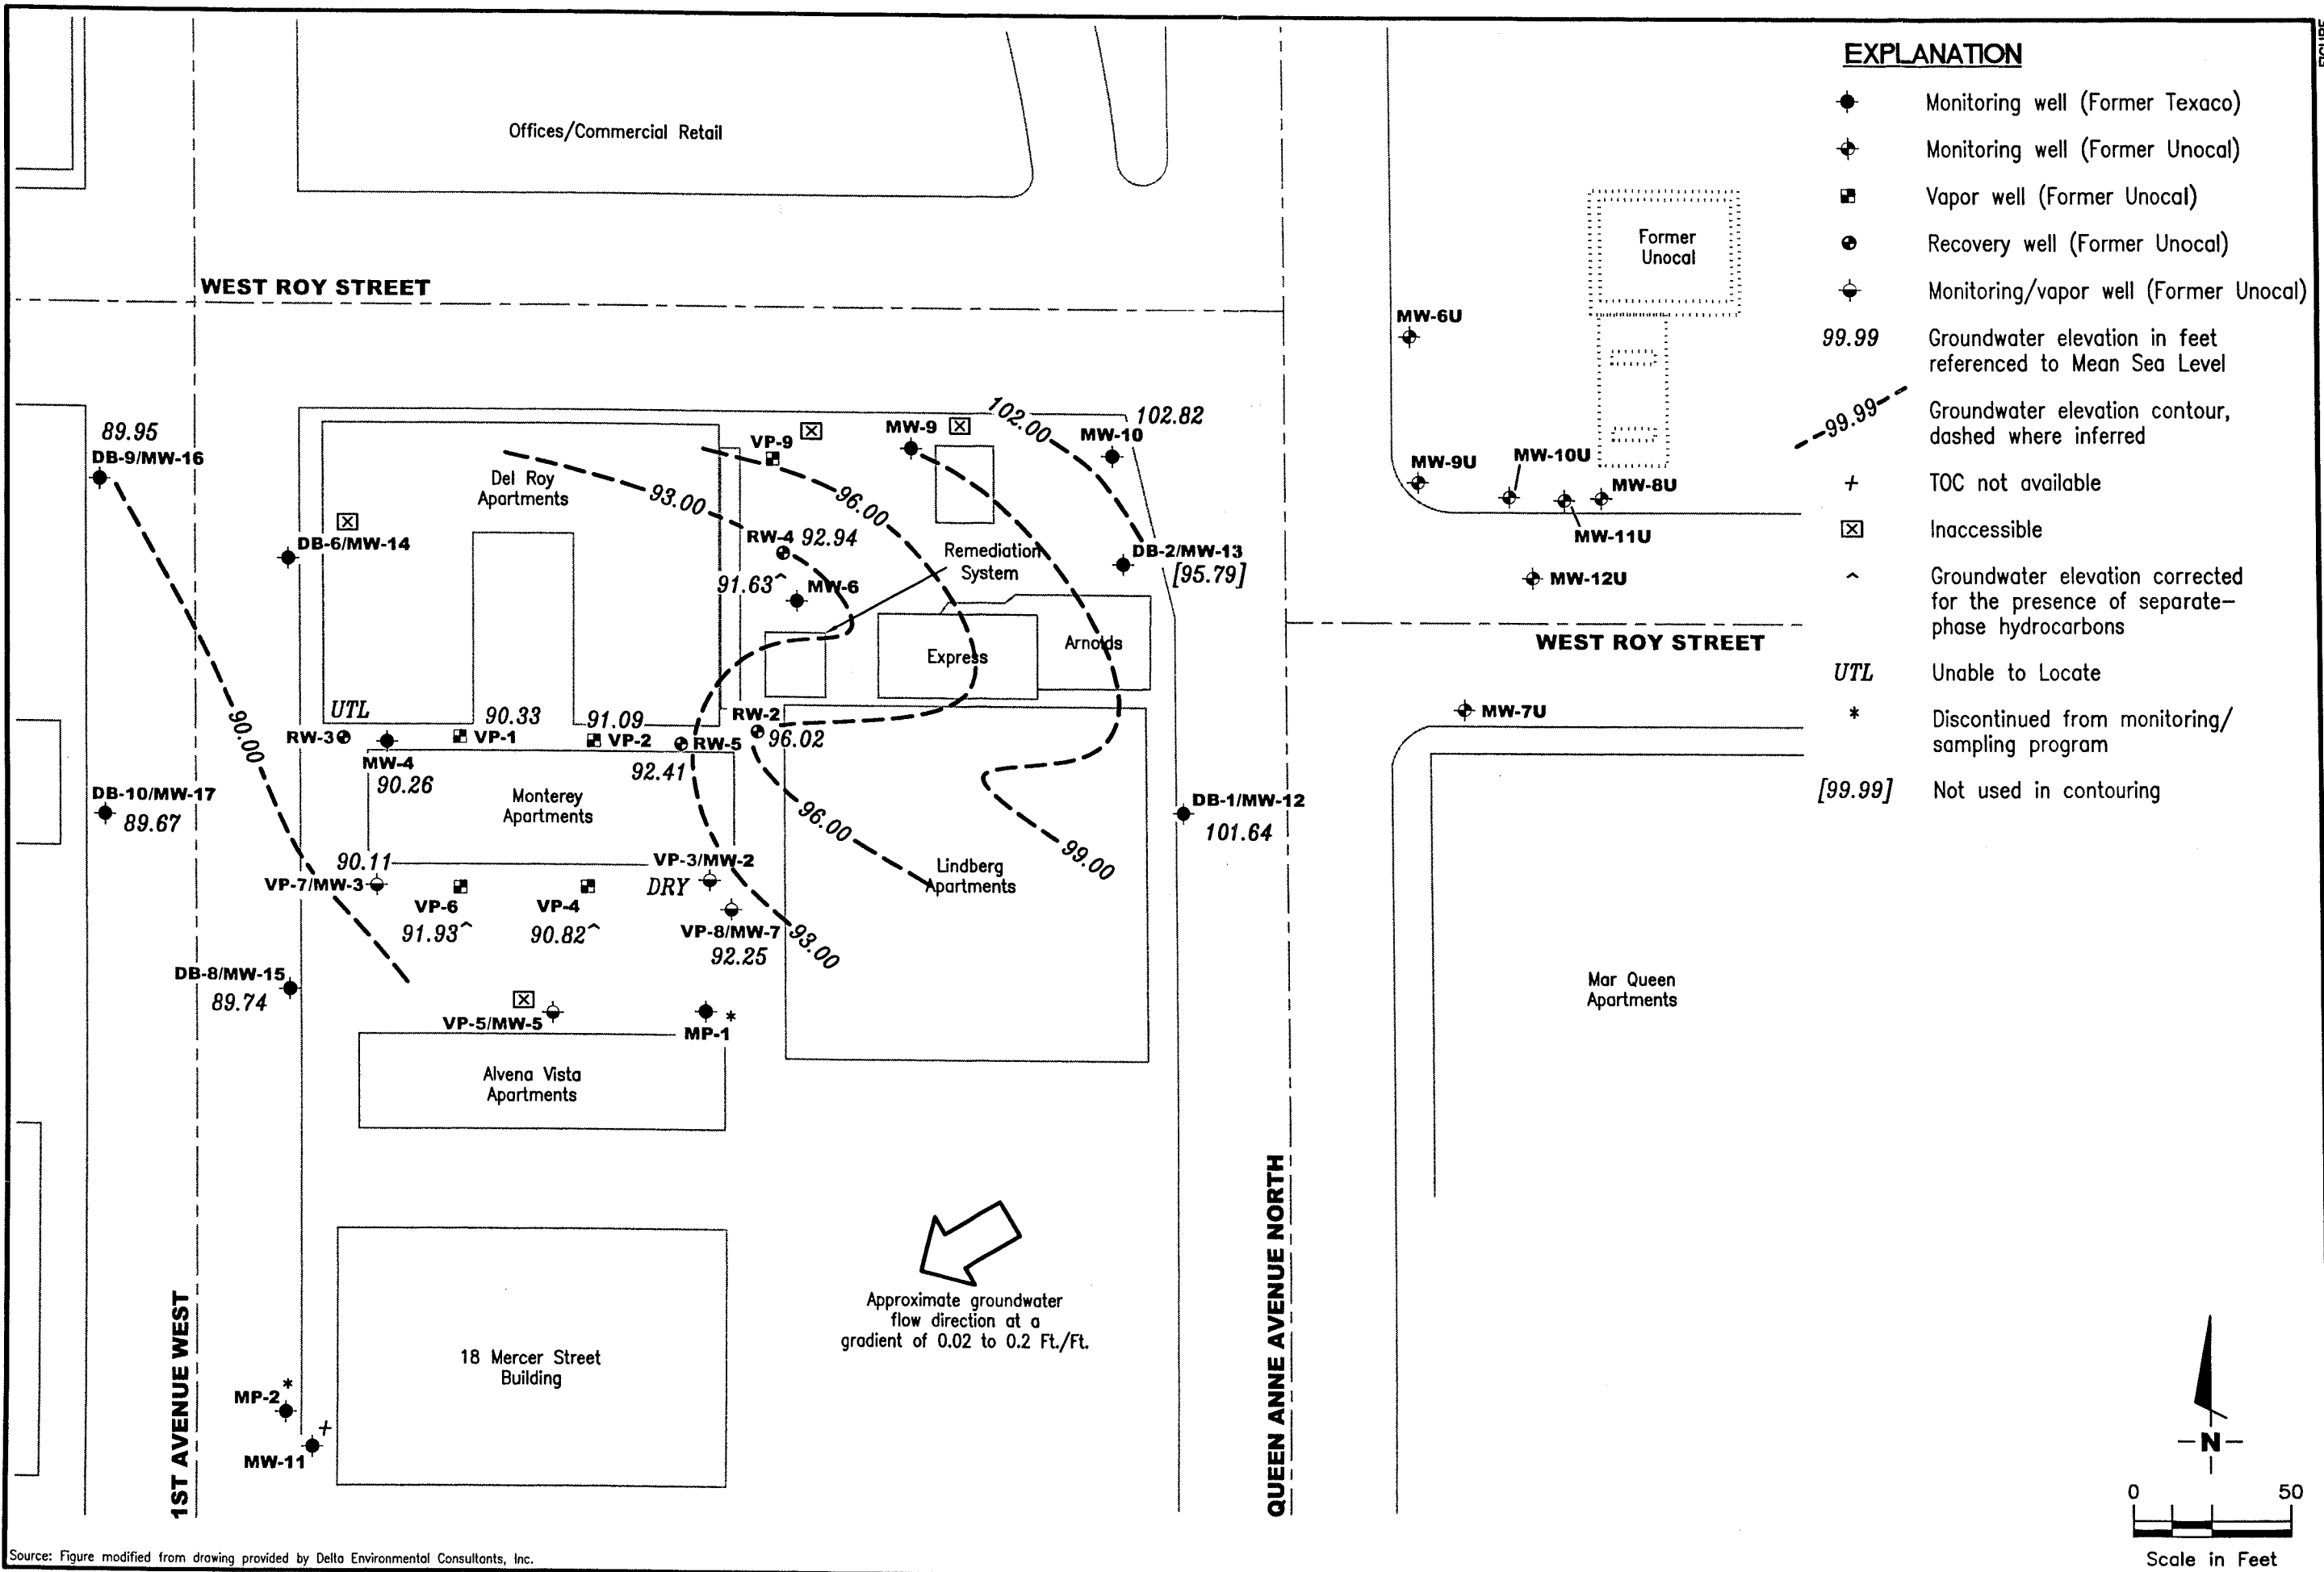 FIGURE
EXPLANATION
Monitoring well (Former Texaco)
Monitoring well (Former Unocal)
Vapor well (Former Unocal)
Recovery well (Former Unocal)
Monitoring/vapor well (Former Unocal)
99.99 Groundwater elevation in feet
referenced to Mean Sea Level
99.99 Groundwater elevation contour,
dashed where inferred
+ TOC not available
Inaccessible
^ Groundwater elevation corrected
for the presence of separate-
phase hydrocarbons
UTL Unable to Locate
* Discontinued from monitoring/
sampling program
[99.99] Not used in contouring
Offices/Commercial Retail
WEST ROY STREET
Former
Unocal
MW-6U
MW-9U
MW-10U
MW-8U
MW-11U
MW-12U
WEST ROY STREET
MW-7U
89.95
DB-9/MW-16
Del Roy
Apartments
VP-9
MW-9
102.00
102.82
MW-10
93.00
96.00
DB-6/MW-14
RW-4 92.94
Remediation
System
DB-2/MW-13
[95.79]
91.63^
MW-6
Express
Arnolds
90.00
UTL
RW-3
90.33
VP-1
91.09
VP-2
RW-5
RW-2
96.02
MW-4
90.26
92.41
Monterey
Apartments
DB-10/MW-17
89.67
96.00
99.00
DB-1/MW-12
101.64
90.11
VP-7/MW-3
VP-3/MW-2
DRY
Lindberg
Apartments
VP-6
91.93^
VP-4
90.82^
VP-8/MW-7
92.25
93.00
DB-8/MW-15
89.74
VP-5/MW-5
*
MP-1
Mar Queen
Apartments
Alvena Vista
Apartments
1ST AVENUE WEST
QUEEN ANNE AVENUE NORTH
Approximate groundwater
flow direction at a
gradient of 0.02 to 0.2 Ft./Ft.
18 Mercer Street
Building
*
MP-2
+
MW-11
N
0 50
Scale in Feet
Source: Figure modified from drawing provided by Delta Environmental Consultants, Inc.